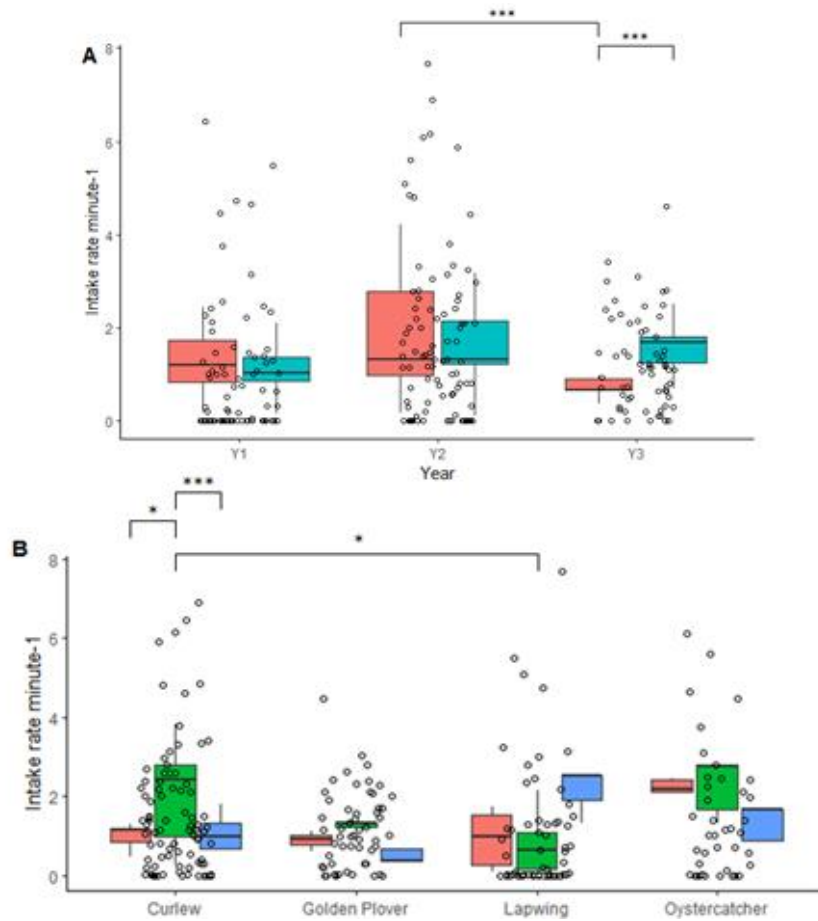 A
***
***
8
6
4
2
0
Intake rate minute-1
Y1 Y2 Y3
Year
B
* ***
*
8
6
4
2
0
Intake rate minute-1
Curlew Golden Plover Lapwing Oystercatcher